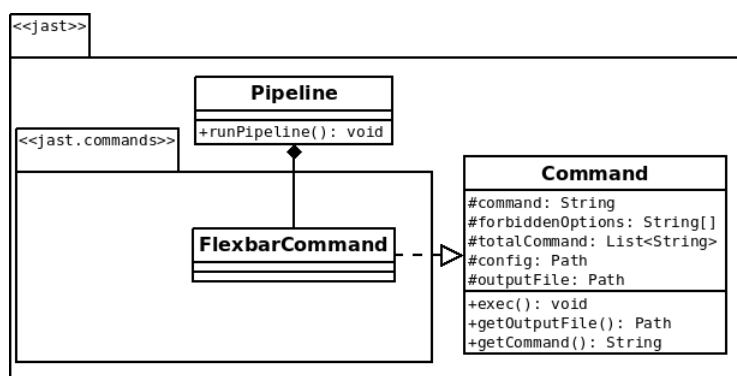 <<jast>>
Pipeline
+runPipeline(): void
<<jast.commands>>
FlexbarCommand
Command
#command: String
#forbiddenOptions: String[]
#totalCommand: List<String>
#config: Path
#outputFile: Path
+exec(): void
+getOutputFile(): Path
+getCommand(): String